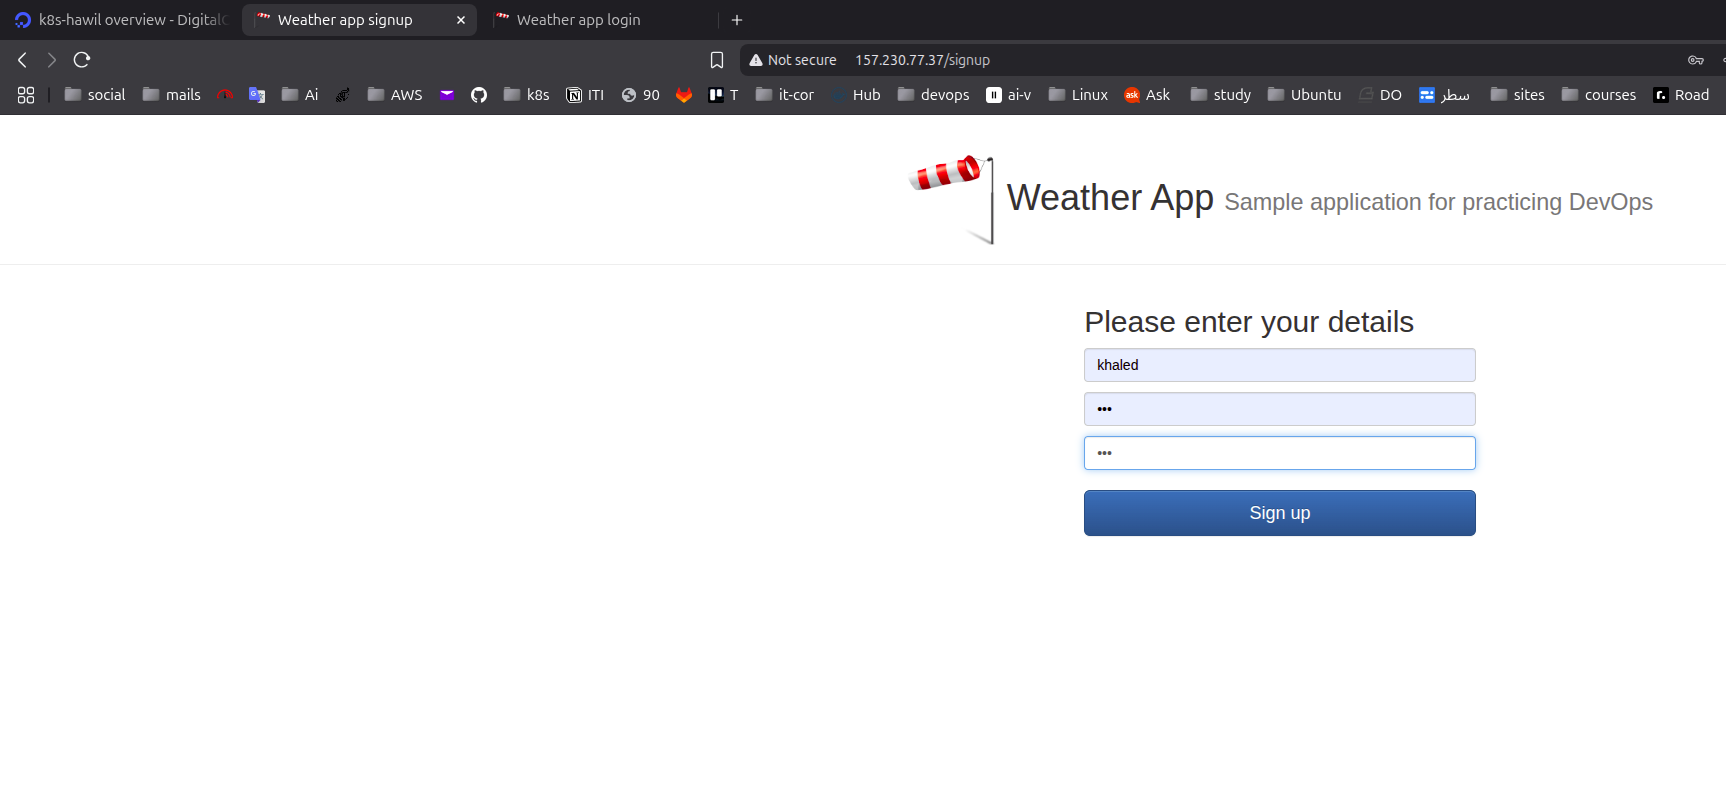 k8s-hawil overview - Digital
Weather app signup
Weather app login
Not secure 157.230.77.37/signup
social mails Ai AWS k8s ITI 90 T it-cor Hub devops ai-v Linux Ask study Ubuntu DO سطر sites courses Road
Weather App Sample application for practicing DevOps
Please enter your details
khaled
•••
•••
Sign up